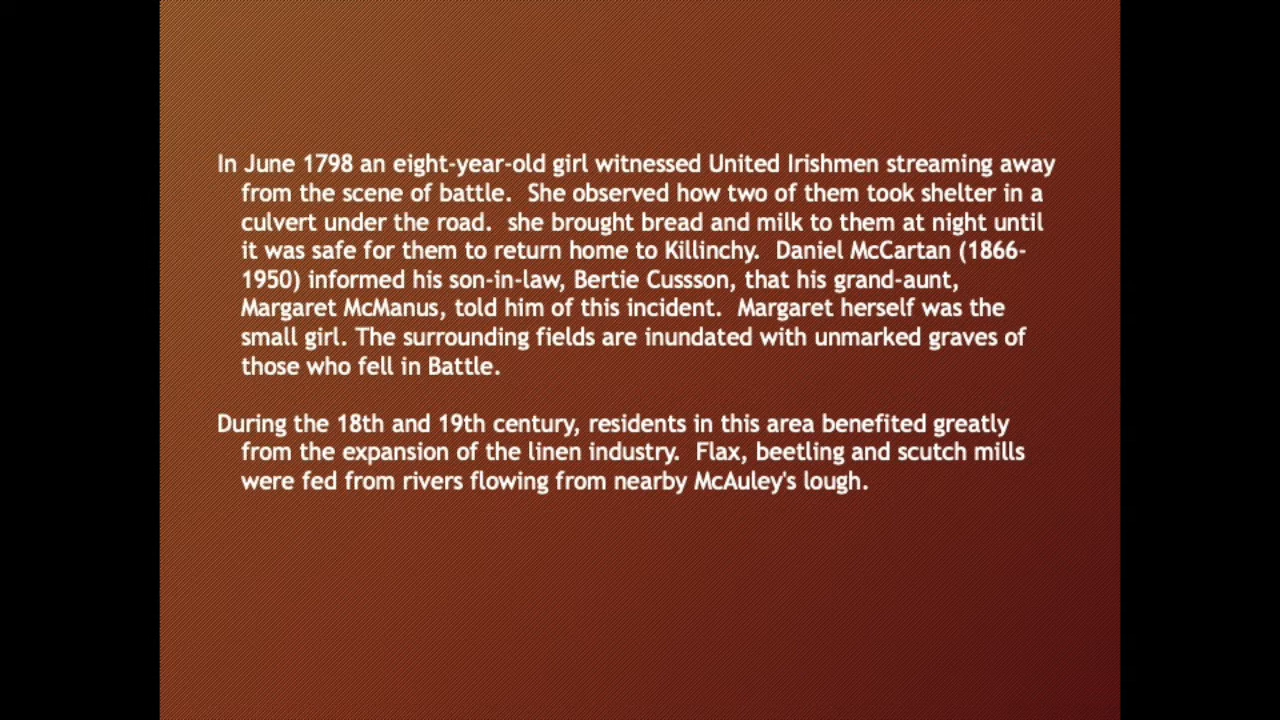 In June 1798 an eight-year-old girl witnessed United Irishmen streaming away
from the scene of battle.  She observed how two of them took shelter in a
culvert under the road.  she brought bread and milk to them at night until
it was safe for them to return home to Killinchy.  Daniel McCartan (1866-
1950) informed his son-in-law, Bertie Cussson, that his grand-aunt,
Margaret McManus, told him of this incident.  Margaret herself was the
small girl. The surrounding fields are inundated with unmarked graves of
those who fell in Battle.
During the 18th and 19th century, residents in this area benefited greatly
from the expansion of the linen industry.  Flax, beetling and scutch mills
were fed from rivers flowing from nearby McAuley's lough.